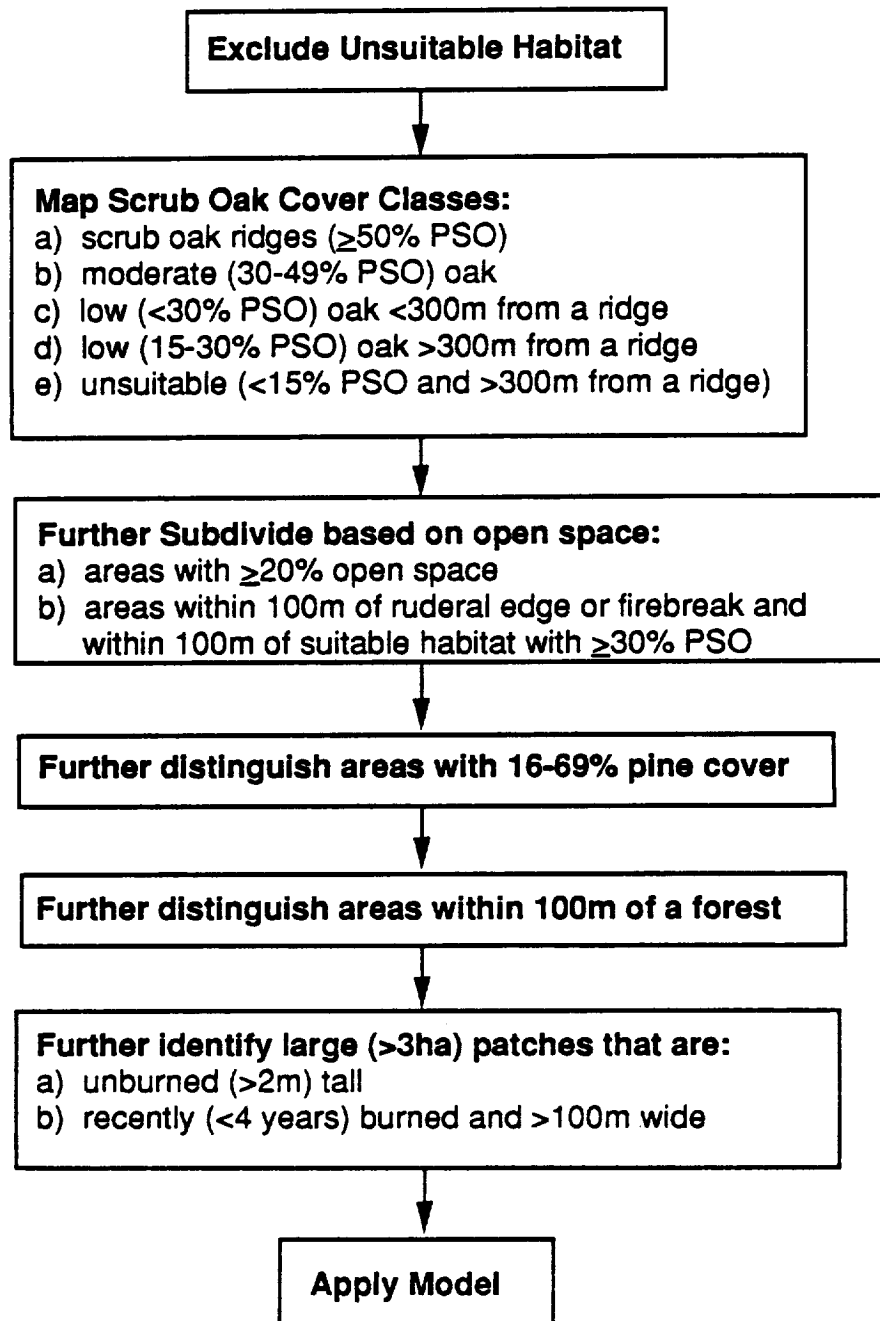 Exclude Unsuitable Habitat
Map Scrub Oak Cover Classes:
a) scrub oak ridges (≥50% PSO)
b) moderate (30-49% PSO) oak
c) low (<30% PSO) oak <300m from a ridge
d) low (15-30% PSO) oak >300m from a ridge
e) unsuitable (<15% PSO and >300m from a ridge)
Further Subdivide based on open space:
a) areas with ≥20% open space
b) areas within 100m of ruderal edge or firebreak and
within 100m of suitable habitat with ≥30% PSO
Further distinguish areas with 16-69% pine cover
Further distinguish areas within 100m of a forest
Further identify large (>3ha) patches that are:
a) unburned (>2m) tall
b) recently (<4 years) burned and >100m wide
Apply Model